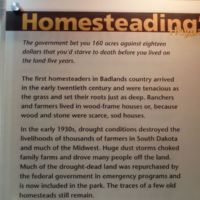 Homesteading
The government bet you 160 acres against eighteen
dollars that you'd starve to death before you lived on
the land five years.
The first homesteaders in Badlands country arrived
in the early twentieth century and were tenacious as
the grass and set their roots just as deep. Ranchers
and farmers lived in wood-frame houses or, because
wood and stone were scarce, sod houses.
In the early 1930s, drought conditions destroyed the
livelihoods of thousands of farmers in South Dakota
and much of the Midwest. Huge dust storms choked
family farms and drove many people off the land.
Much of the drought-dead land was repurchased by
the federal government in emergency programs and
is now included in the park. The traces of a few old
homesteads still remain.